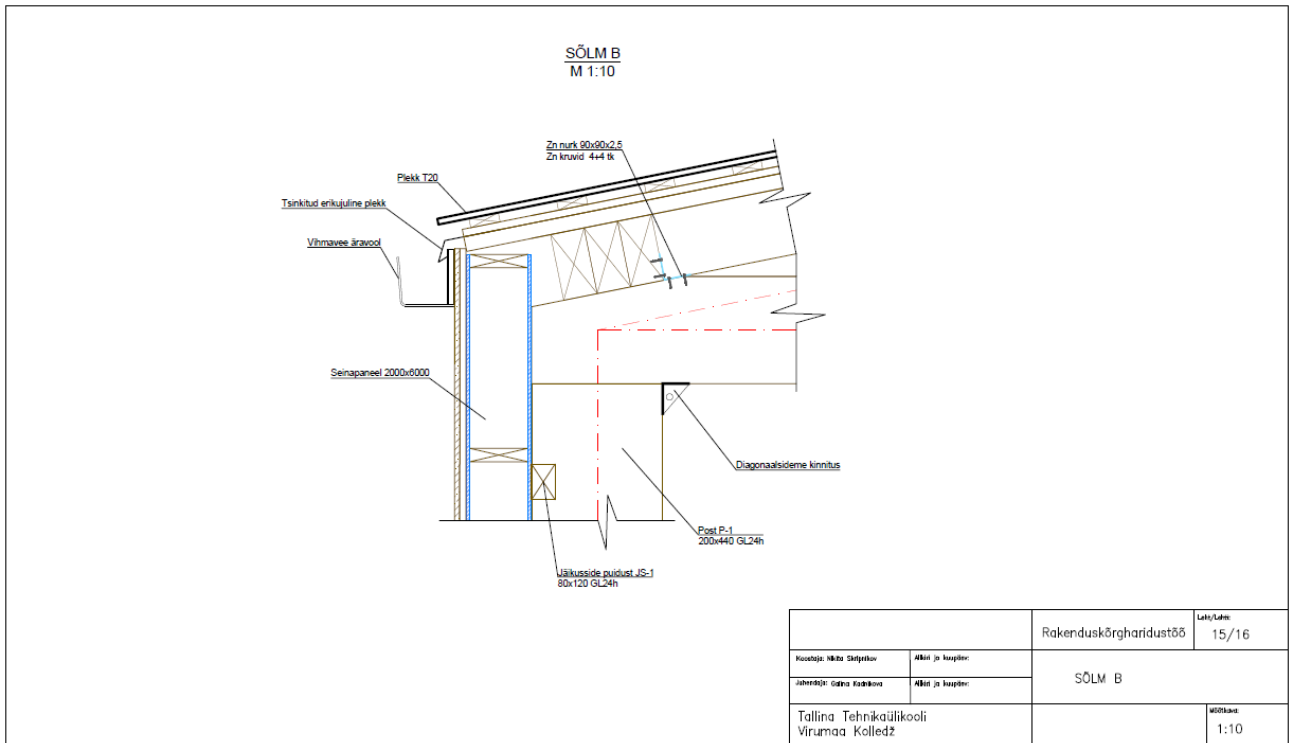 SÕLM B
M 1:10
Zn nurk 90x90x2,5
Zn kruvid 4+4 tk
Plekk T20
Tsinkitud erikujuline plekk
Vihmavee äravool
Seinapaneel 2000x6000
Diagonaalsideme kinnitus
Post P-1
200x440 GL24h
Jäikusside puidust JS-1
80x120 GL24h
Rakenduskõrgharidustöö
Leht/Lehti:
15/16
Koostaja: Nikita Skripnikov
Allkiri ja kuupäev:
SÕLM B
Juhendaja: Galina Kadnikova
Allkiri ja kuupäev:
Tallina Tehnikaülikooli
Virumaa Kolledž
Mõõtkava:
1:10